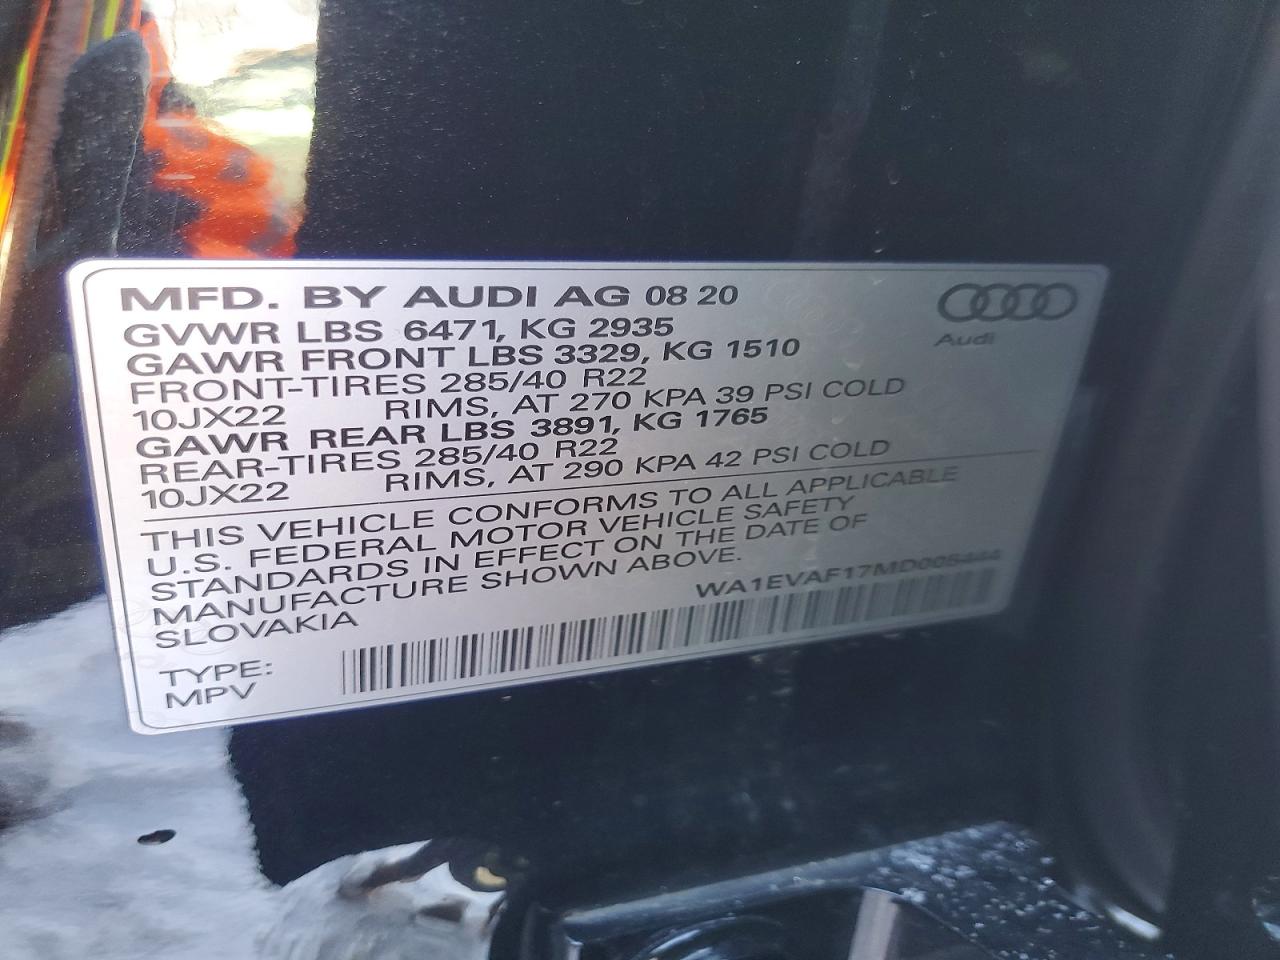 MFD. BY AUDI AG 08 20
GVWR LBS 6471, KG 2935
GAWR FRONT LBS 3329, KG 1510
FRONT-TIRES 285/40 R22
10JX22 RIMS, AT 270 KPA 39 PSI COLD
GAWR REAR LBS 3891, KG 1765
REAR-TIRES 285/40 R22
10JX22 RIMS, AT 290 KPA 42 PSI COLD
THIS VEHICLE CONFORMS TO ALL APPLICABLE
U.S. FEDERAL MOTOR VEHICLE SAFETY
STANDARDS IN EFFECT ON THE DATE OF
MANUFACTURE SHOWN ABOVE.
SLOVAKIA
WA1EVAF17MD005444
TYPE:
MPV
Audi